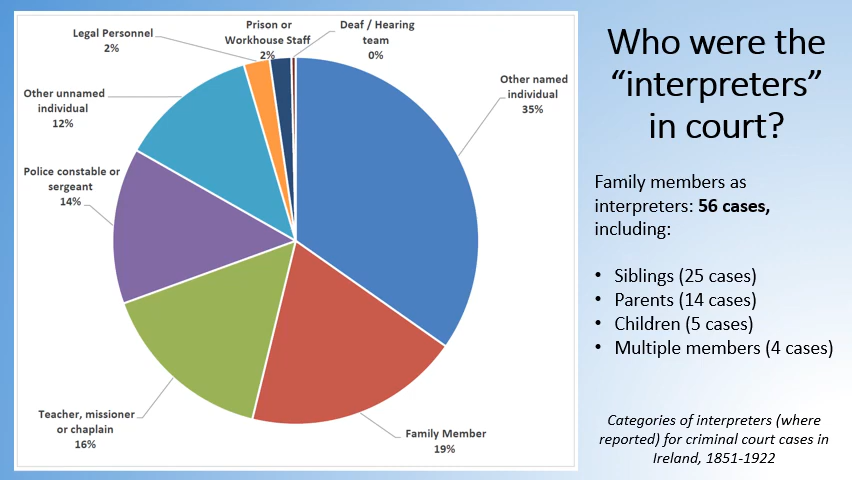 Legal Personnel
2%
Prison or
Workhouse Staff
2%
Deaf / Hearing
team
0%
Other named
individual
35%
Other unnamed
individual
12%
Police constable or
sergeant
14%
Teacher, missioner
or chaplain
16%
Family Member
19%
Who were the
“interpreters”
in court?
Family members as
interpreters: 56 cases,
including:
• Siblings (25 cases)
• Parents (14 cases)
• Children (5 cases)
• Multiple members (4 cases)
Categories of interpreters (where
reported) for criminal court cases in
Ireland, 1851-1922